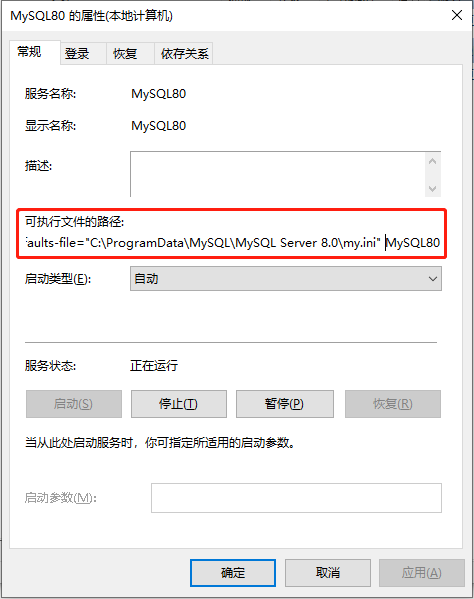 MySQL80 的属性(本地计算机)
常规 登录 恢复 依存关系
服务名称: MySQL80
显示名称: MySQL80
描述:
可执行文件的路径:
aults-file="C:\ProgramData\MySQL\MySQL Server 8.0\my.ini" MySQL80
启动类型(E): 自动
服务状态: 正在运行
启动(S) 停止(T) 暂停(P) 恢复(R)
当从此处启动服务时，你可指定所适用的启动参数。
启动参数(M):
确定 取消 应用(A)